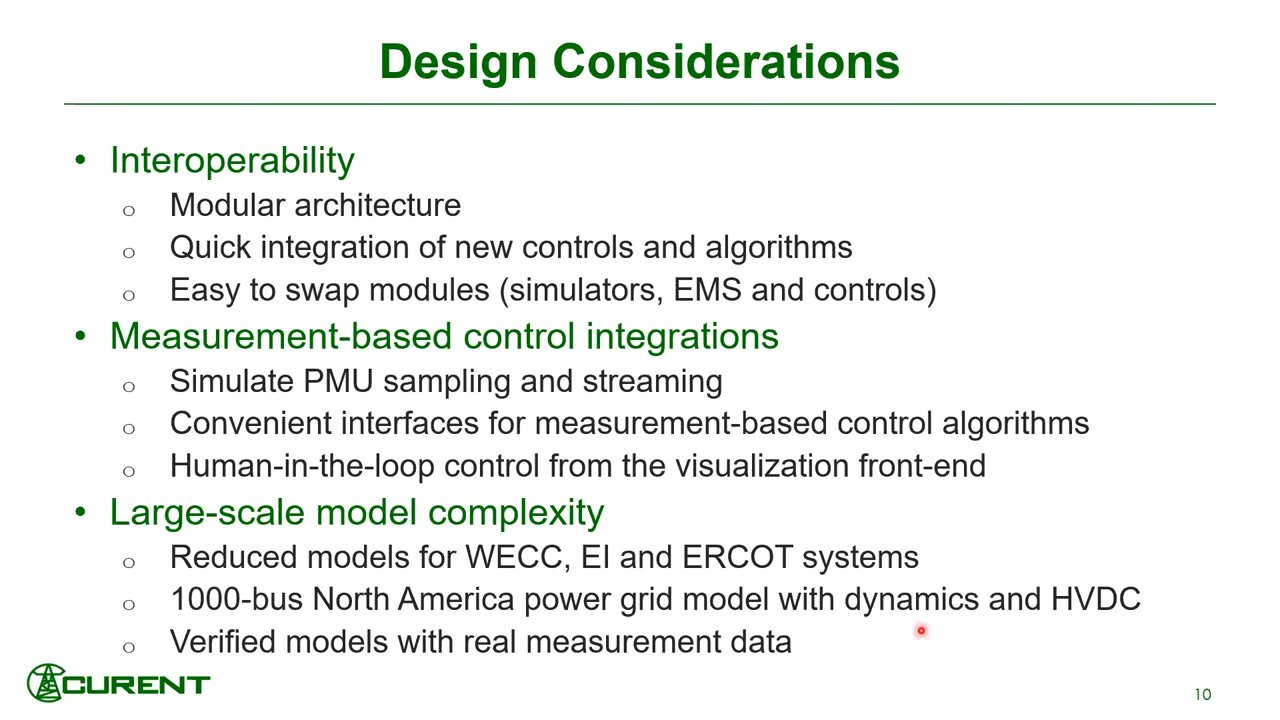 Design Considerations
• Interoperability
o Modular architecture
o Quick integration of new controls and algorithms
o Easy to swap modules (simulators, EMS and controls)
• Measurement-based control integrations
o Simulate PMU sampling and streaming
o Convenient interfaces for measurement-based control algorithms
o Human-in-the-loop control from the visualization front-end
• Large-scale model complexity
o Reduced models for WECC, EI and ERCOT systems
o 1000-bus North America power grid model with dynamics and HVDC
o Verified models with real measurement data
CURENT
10